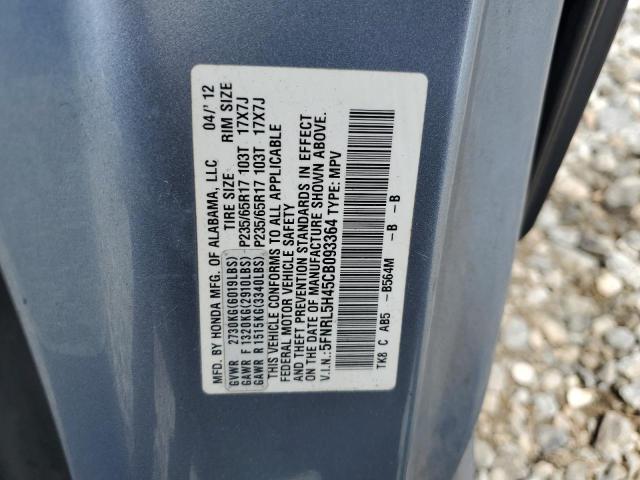 MFD. BY HONDA MFG. OF ALABAMA, LLC 04/'12
TIRE SIZE RIM SIZE
GVWR 2730KG(6019LBS)
GAWR F 1320KG(2910LBS) P235/65R17 103T 17X7J
GAWR R 1515KG(3340LBS) P235/65R17 103T 17X7J
THIS VEHICLE CONFORMS TO ALL APPLICABLE
FEDERAL MOTOR VEHICLE SAFETY
AND THEFT PREVENTION STANDARDS IN EFFECT
ON THE DATE OF MANUFACTURE SHOWN ABOVE.
V.I.N.:5FNRL5H45CB093364 TYPE: MPV
TK8 C AB5 -B564M -B -B